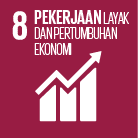 8 PEKERJAAN LAYAK
DAN PERTUMBUHAN
EKONOMI